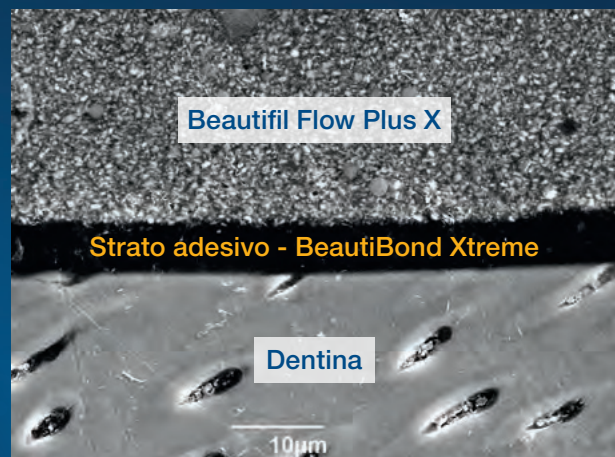 Beautifil Flow Plus X
Strato adesivo - BeautiBond Xtreme
Dentina
10μm